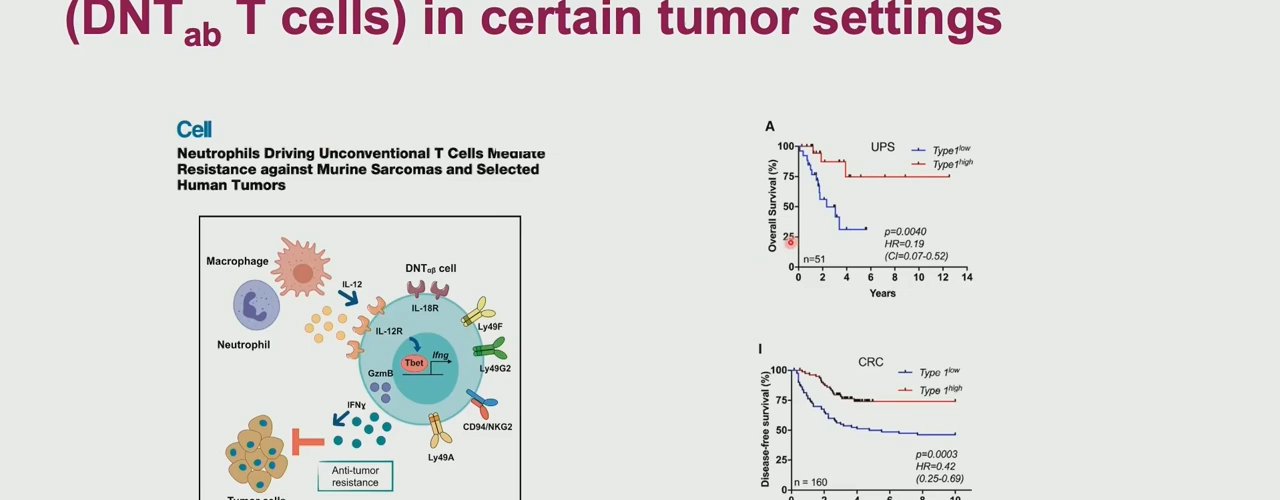 (DNTab T cells) in certain tumor settings
Cell
Neutrophils Driving Unconventional T Cells Mediate
Resistance against Murine Sarcomas and Selected
Human Tumors
Macrophage
Neutrophil
IL-12
DNTαβ cell
IL-18R
IL-12R
Ly49F
Tbet
Ifng
Ly49G2
GzmB
IFNγ
CD94/NKG2
Ly49A
Anti-tumor
resistance
A
UPS
Type1low
Type1high
Overall Survival (%)
100
75
50
25
0
p=0.0040
HR=0.19
(CI=0.07-0.52)
n=51
0 2 4 6 8 10 12 14
Years
I
CRC
Type 1low
Type 1high
Disease-free survival (%)
100
75
50
25
0
p=0.0003
HR=0.42
(0.25-0.69)
n = 160